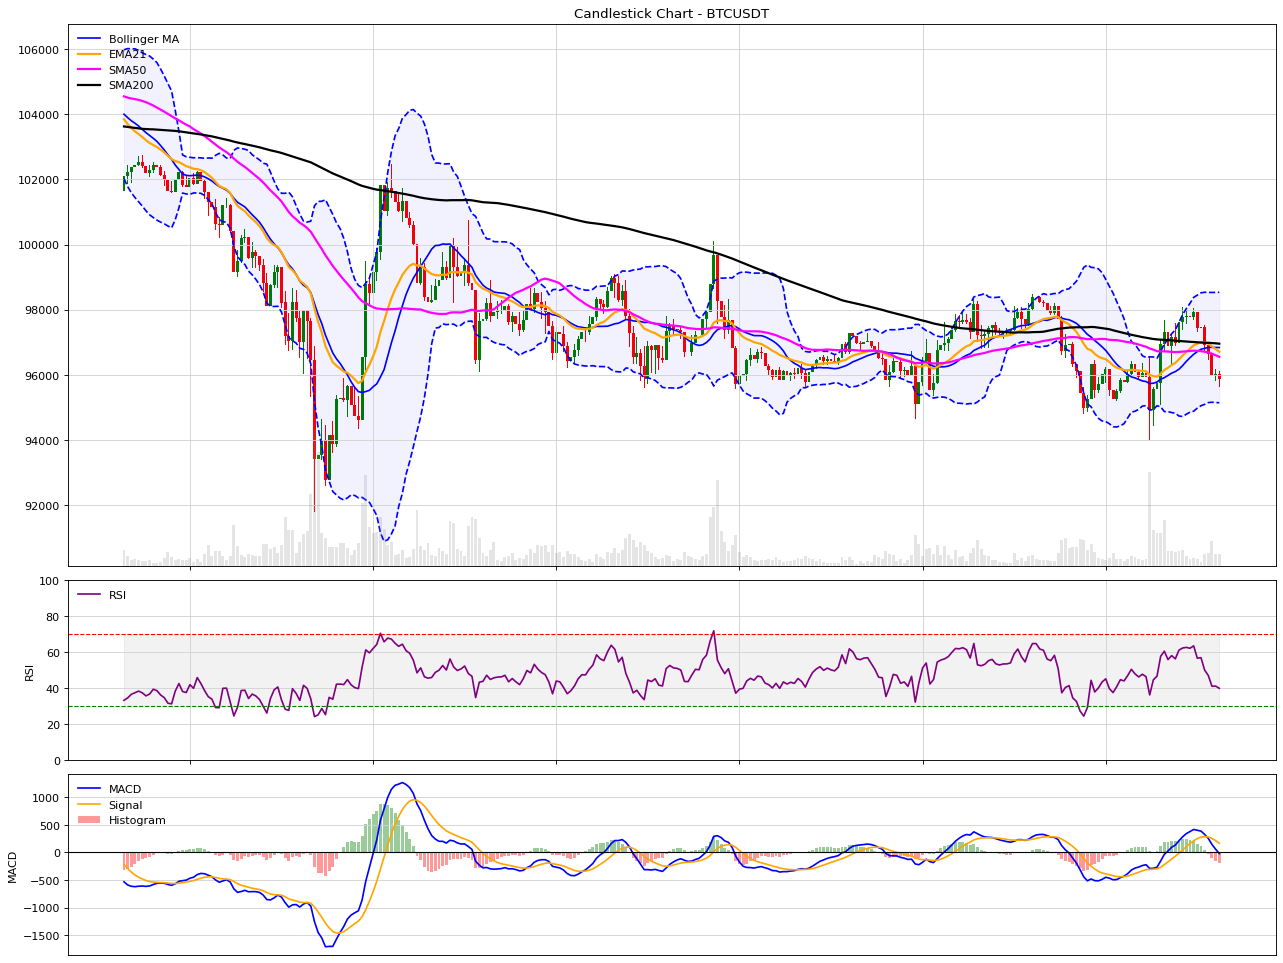 Candlestick Chart - BTCUSDT
Bollinger MA
EMA21
SMA50
SMA200
106000
104000
102000
100000
98000
96000
94000
92000
RSI
RSI
100
80
60
40
20
0
MACD
Signal
Histogram
MACD
1000
500
0
−500
−1000
−1500